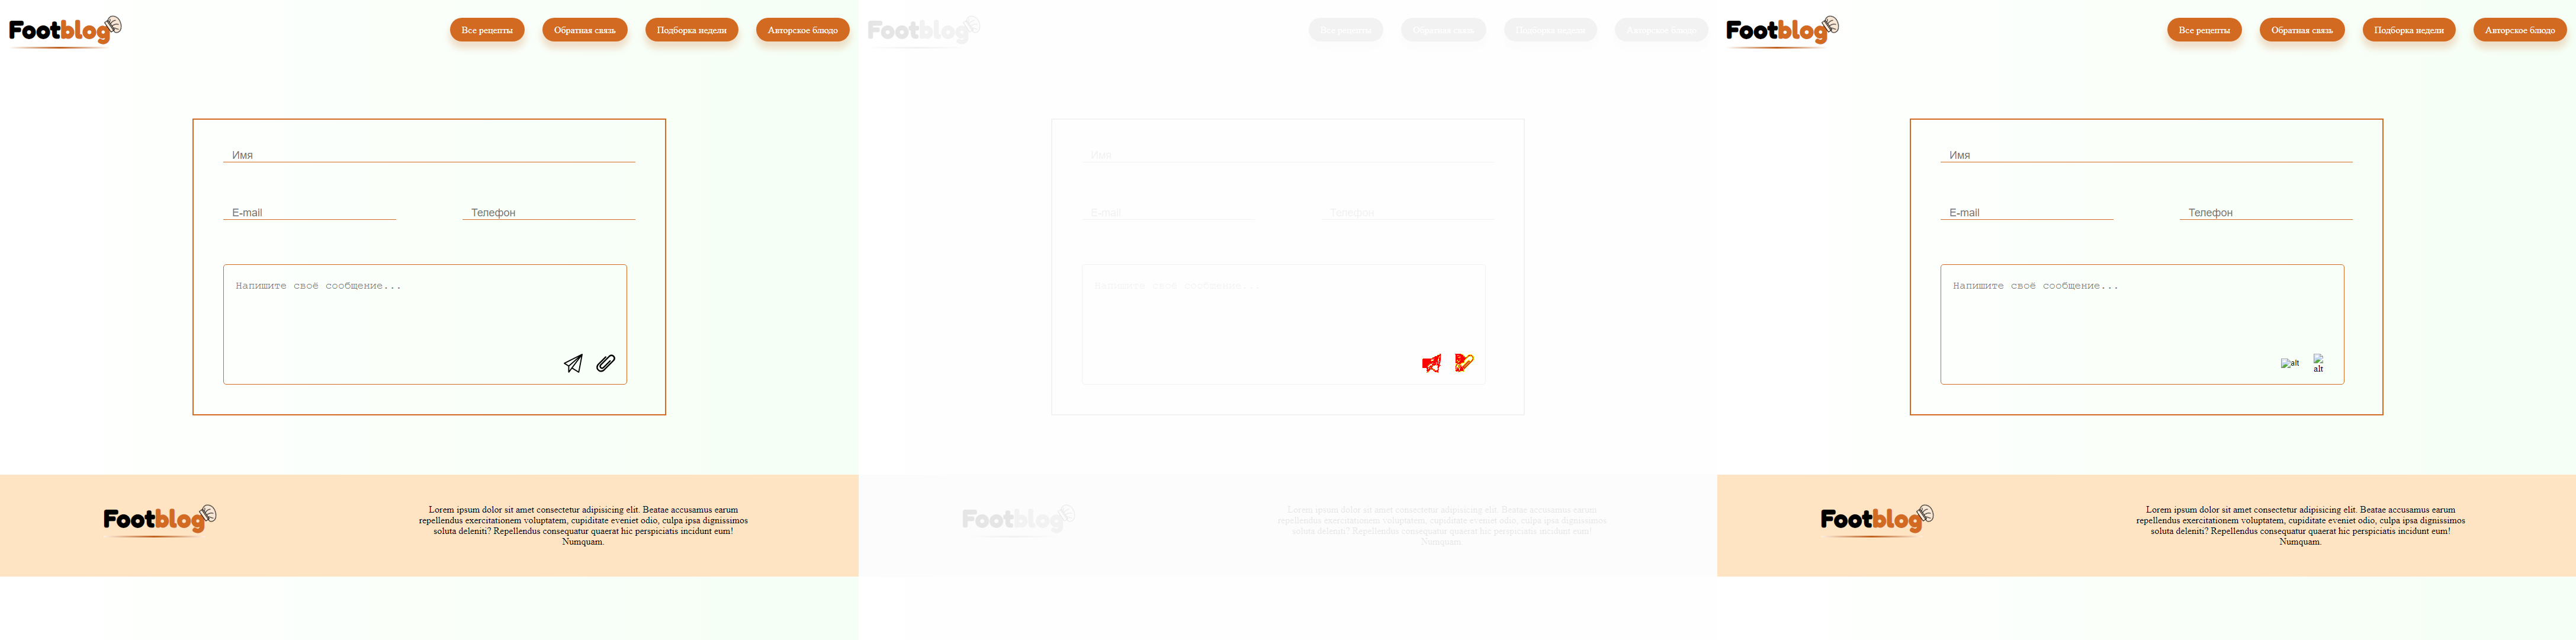 Footblog
Все рецепты
Обратная связь
Подборка недели
Авторское блюдо
Имя
E-mail
Телефон
Напишите своё сообщение...
Footblog
Lorem ipsum dolor sit amet consectetur adipisicing elit. Beatae accusamus earum
repellendus exercitationem voluptatem, cupiditate eveniet odio, culpa ipsa dignissimos
soluta deleniti? Repellendus consequatur quaerat hic perspiciatis incidunt eum!
Numquam.
Footblog
Все рецепты
Обратная связь
Подборка недели
Авторское блюдо
Имя
E-mail
Телефон
Напишите своё сообщение...
Footblog
Lorem ipsum dolor sit amet consectetur adipisicing elit. Beatae accusamus earum
repellendus exercitationem voluptatem, cupiditate eveniet odio, culpa ipsa dignissimos
soluta deleniti? Repellendus consequatur quaerat hic perspiciatis incidunt eum!
Numquam.
Footblog
Все рецепты
Обратная связь
Подборка недели
Авторское блюдо
Имя
E-mail
Телефон
Напишите своё сообщение...
alt
alt
Footblog
Lorem ipsum dolor sit amet consectetur adipisicing elit. Beatae accusamus earum
repellendus exercitationem voluptatem, cupiditate eveniet odio, culpa ipsa dignissimos
soluta deleniti? Repellendus consequatur quaerat hic perspiciatis incidunt eum!
Numquam.